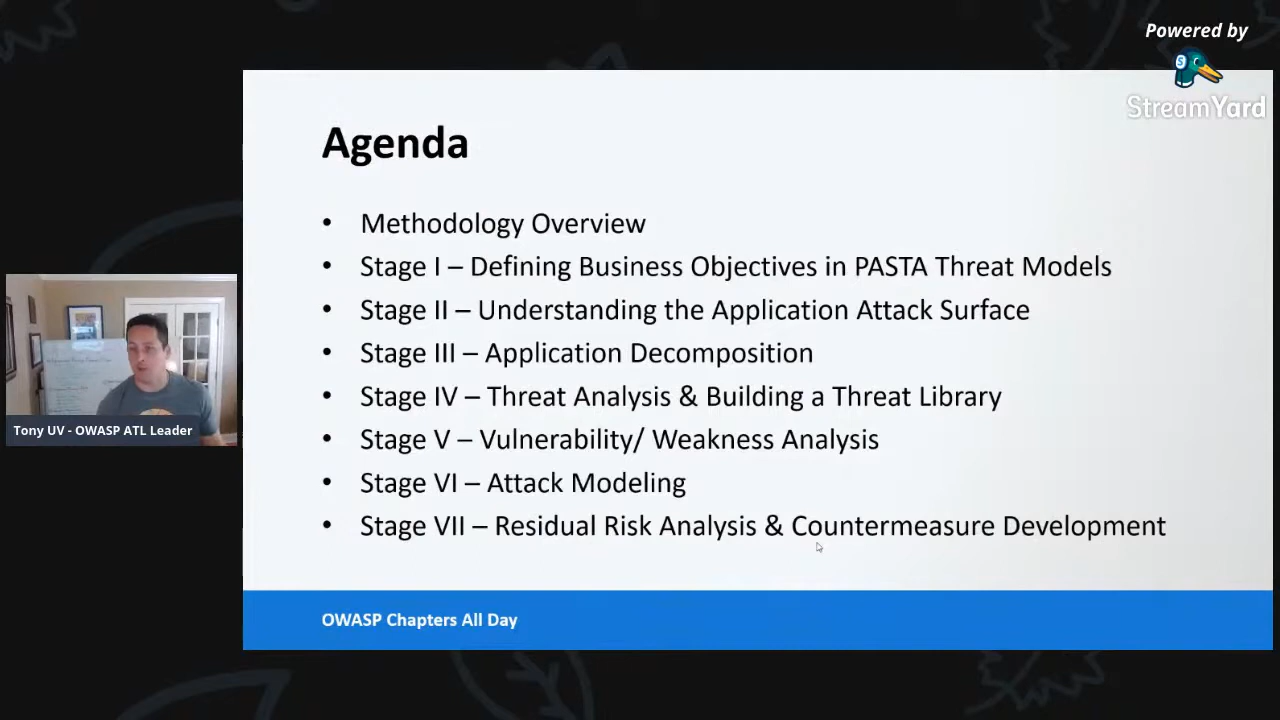 Powered by
StreamYard
Agenda
• Methodology Overview
• Stage I – Defining Business Objectives in PASTA Threat Models
• Stage II – Understanding the Application Attack Surface
• Stage III – Application Decomposition
• Stage IV – Threat Analysis & Building a Threat Library
• Stage V – Vulnerability/ Weakness Analysis
• Stage VI – Attack Modeling
• Stage VII – Residual Risk Analysis & Countermeasure Development
Tony UV - OWASP ATL Leader
OWASP Chapters All Day